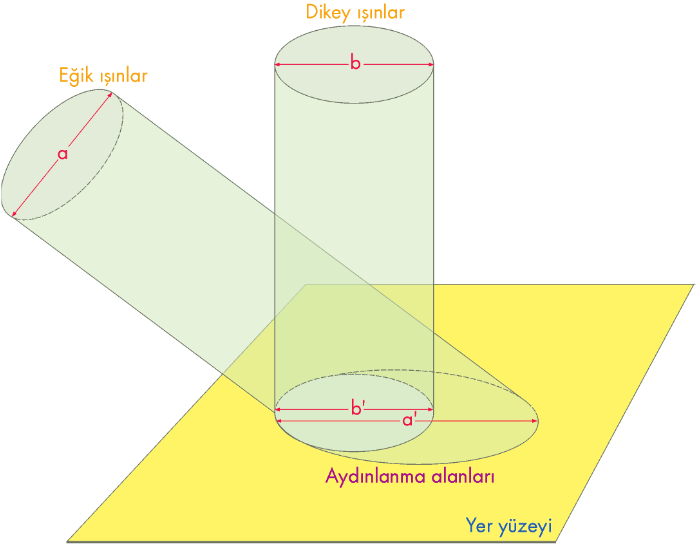 Dikey ışınlar
b
Eğik ışınlar
a
b'
a'
Aydınlanma alanları
Yer yüzeyi